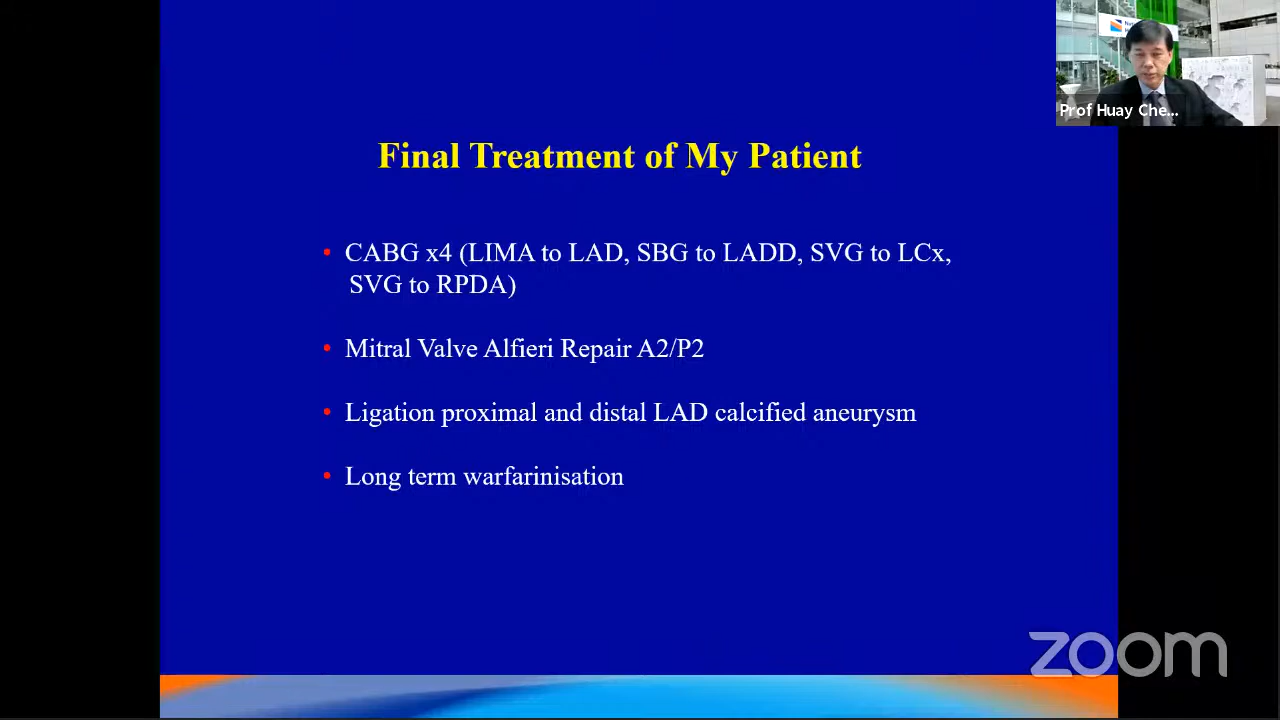 Prof Huay Che...
Final Treatment of My Patient
• CABG x4 (LIMA to LAD, SBG to LADD, SVG to LCx,
SVG to RPDA)
• Mitral Valve Alfieri Repair A2/P2
• Ligation proximal and distal LAD calcified aneurysm
• Long term warfarinisation
zoom